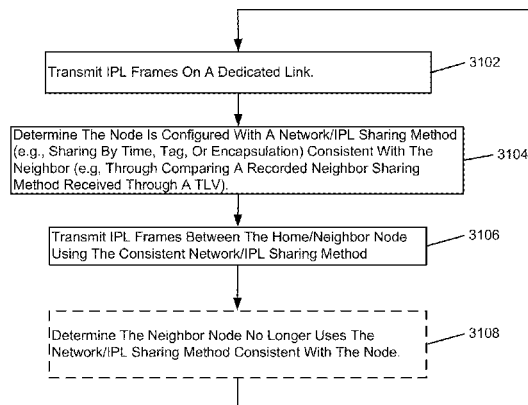 Transmit IPL Frames On A Dedicated Link.
3102
Determine The Node Is Configured With A Network/IPL Sharing Method
(e.g., Sharing By Time, Tag, Or Encapsulation) Consistent With The
Neighbor (e.g, Through Comparing A Recorded Neighbor Sharing
Method Received Through A TLV).
3104
Transmit IPL Frames Between The Home/Neighbor Node
Using The Consistent Network/IPL Sharing Method
3106
Determine The Neighbor Node No Longer Uses The
Network/IPL Sharing Method Consistent With The Node.
3108